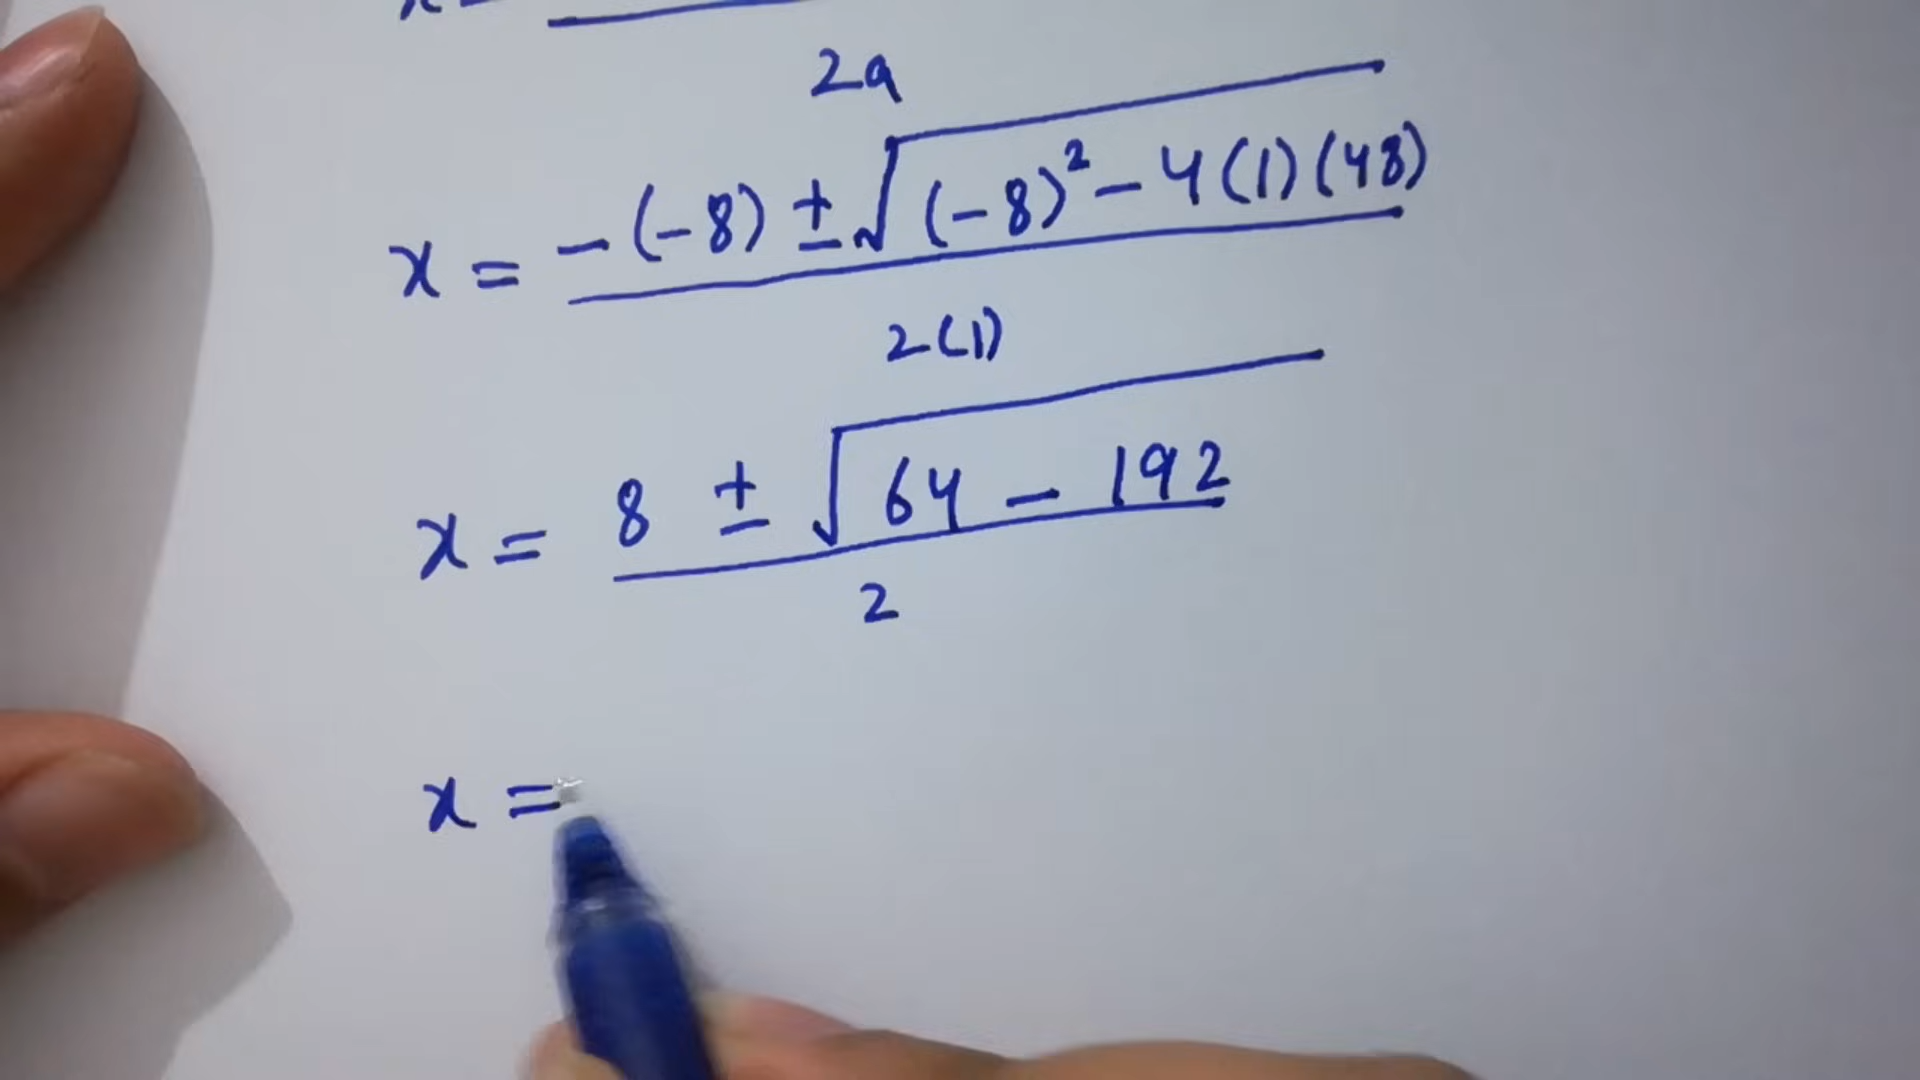 x =
2a
x = -(-8) ± √(-8)² - 4(1)(48)
2(1)
x = 8 ± √64 - 192
2
x =